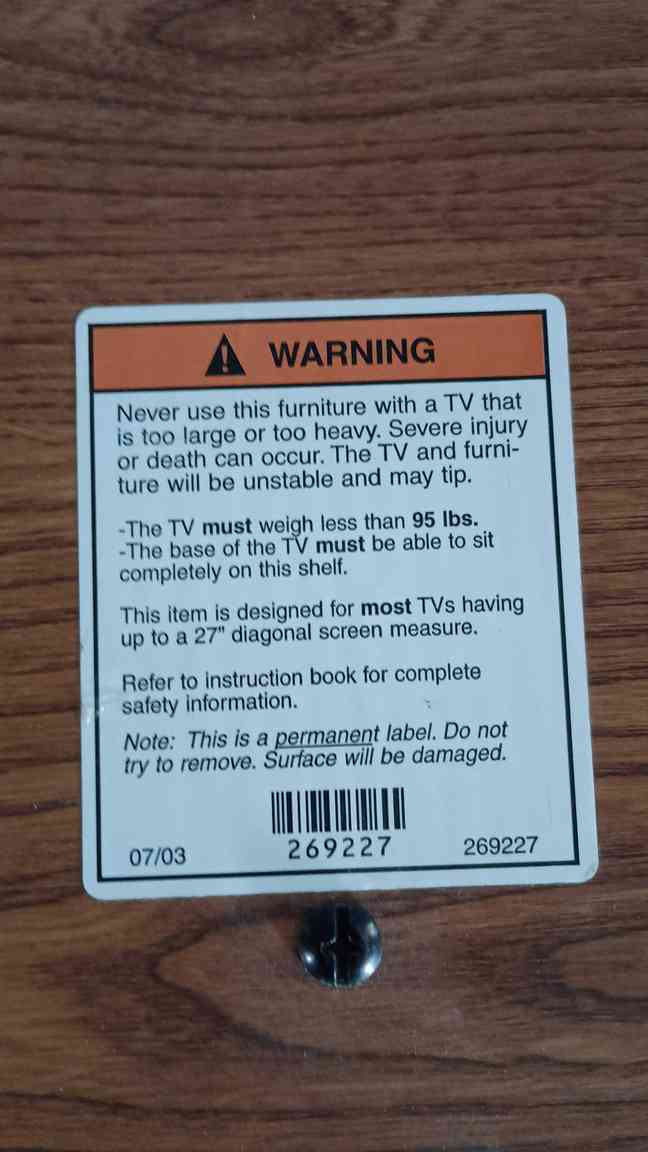 WARNING
Never use this furniture with a TV that
is too large or too heavy. Severe injury
or death can occur. The TV and furni-
ture will be unstable and may tip.
-The TV must weigh less than 95 lbs.
-The base of the TV must be able to sit
completely on this shelf.
This item is designed for most TVs having
up to a 27" diagonal screen measure.
Refer to instruction book for complete
safety information.
Note: This is a permanent label. Do not
try to remove. Surface will be damaged.
07/03 269227 269227